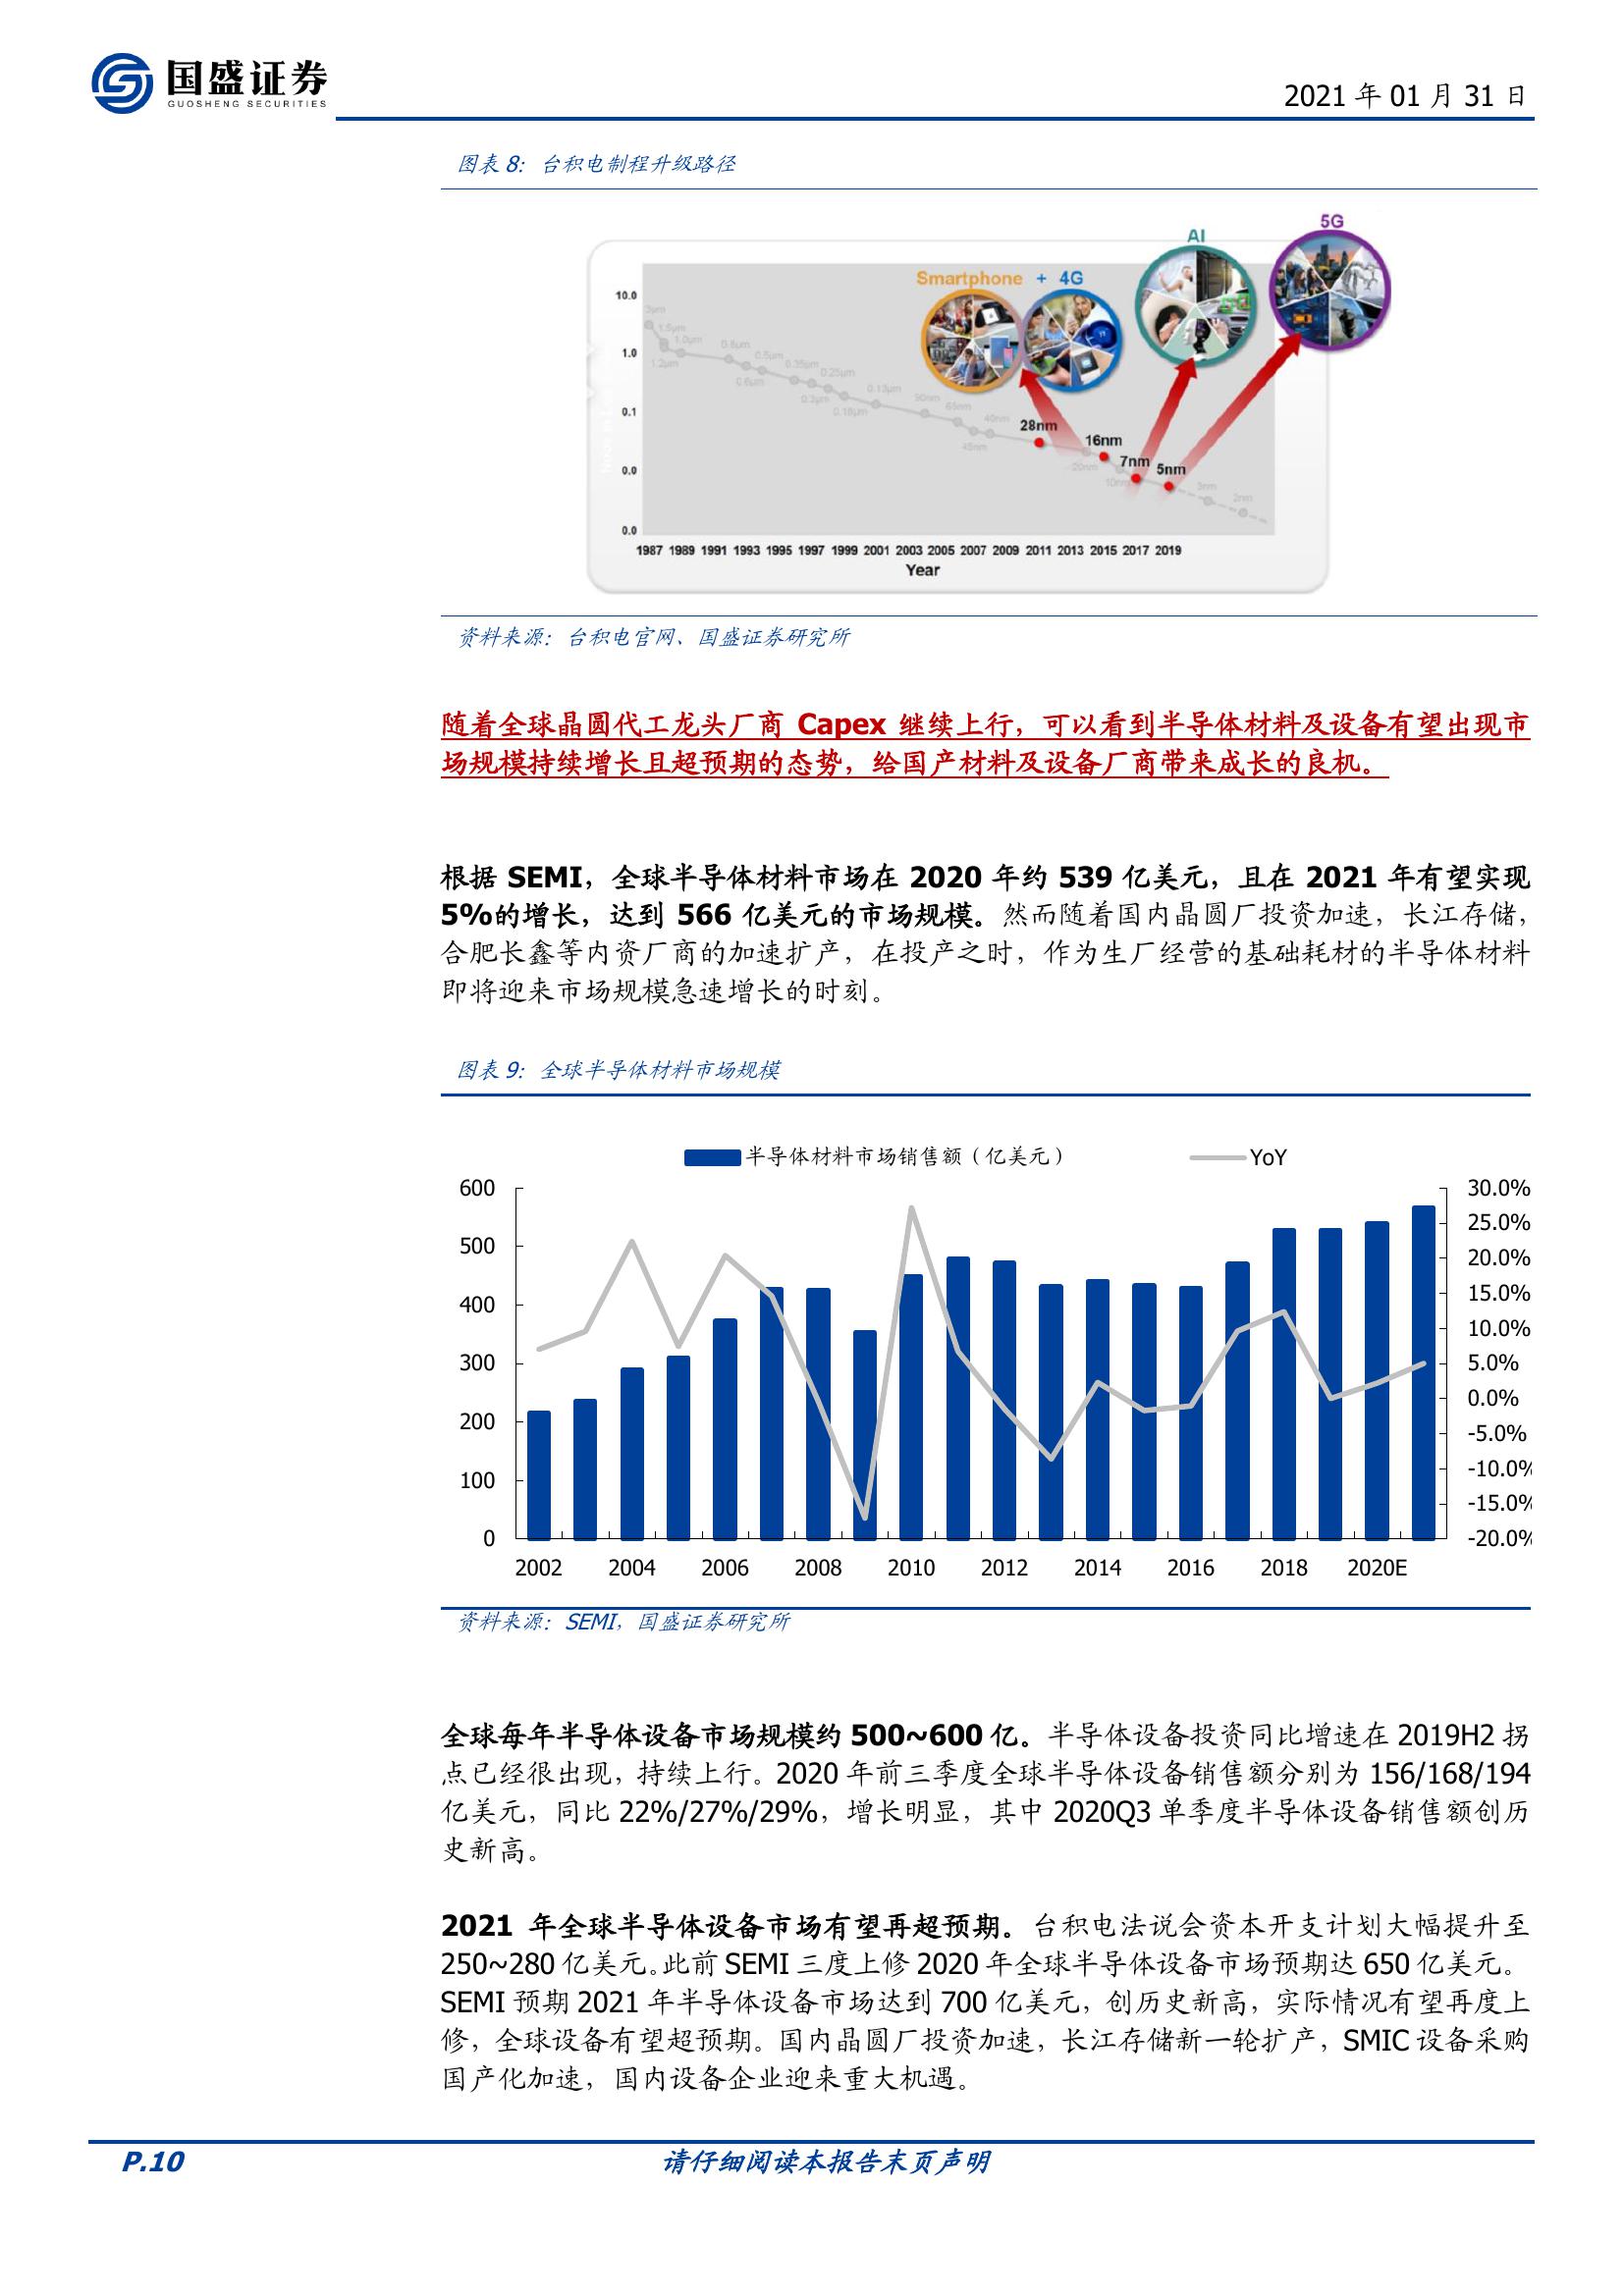 国盛证券
GUOSHENG SECURITIES
2021 年 01 月 31 日
图表 8：台积电制程升级路径
5G
AI
Smartphone + 4G
10.0
3μm
1.5μm
1.0μm
1.0
0.8μm
1.2μm
0.5μm
0.6μm
0.35μm
0.25μm
0.18μm
0.13μm
0.1
90nm
65nm
40nm
45nm
28nm
16nm
20nm
7nm
5nm
0.0
10nm
3nm
2nm
0.0
1987 1989 1991 1993 1995 1997 1999 2001 2003 2005 2007 2009 2011 2013 2015 2017 2019
Year
资料来源：台积电官网、国盛证券研究所
随着全球晶圆代工龙头厂商 Capex 继续上行，可以看到半导体材料及设备有望出现市
场规模持续增长且超预期的态势，给国产材料及设备厂商带来成长的良机。
根据 SEMI，全球半导体材料市场在 2020 年约 539 亿美元，且在 2021 年有望实现
5%的增长，达到 566 亿美元的市场规模。然而随着国内晶圆厂投资加速，长江存储，
合肥长鑫等内资厂商的加速扩产，在投产之时，作为生厂经营的基础耗材的半导体材料
即将迎来市场规模急速增长的时刻。
图表 9：全球半导体材料市场规模
半导体材料市场销售额（亿美元） YoY
600 30.0%
25.0%
500
20.0%
400 15.0%
10.0%
300 5.0%
0.0%
200
-5.0%
100 -10.0%
-15.0%
0 -20.0%
2002 2004 2006 2008 2010 2012 2014 2016 2018 2020E
资料来源：SEMI，国盛证券研究所
全球每年半导体设备市场规模约 500~600 亿。半导体设备投资同比增速在 2019H2 拐
点已经很出现，持续上行。2020 年前三季度全球半导体设备销售额分别为 156/168/194
亿美元，同比 22%/27%/29%，增长明显，其中 2020Q3 单季度半导体设备销售额创历
史新高。
2021 年全球半导体设备市场有望再超预期。台积电法说会资本开支计划大幅提升至
250~280 亿美元。此前 SEMI 三度上修 2020 年全球半导体设备市场预期达 650 亿美元。
SEMI 预期 2021 年半导体设备市场达到 700 亿美元，创历史新高，实际情况有望再度上
修，全球设备有望超预期。国内晶圆厂投资加速，长江存储新一轮扩产，SMIC 设备采购
国产化加速，国内设备企业迎来重大机遇。
P.10
请仔细阅读本报告末页声明